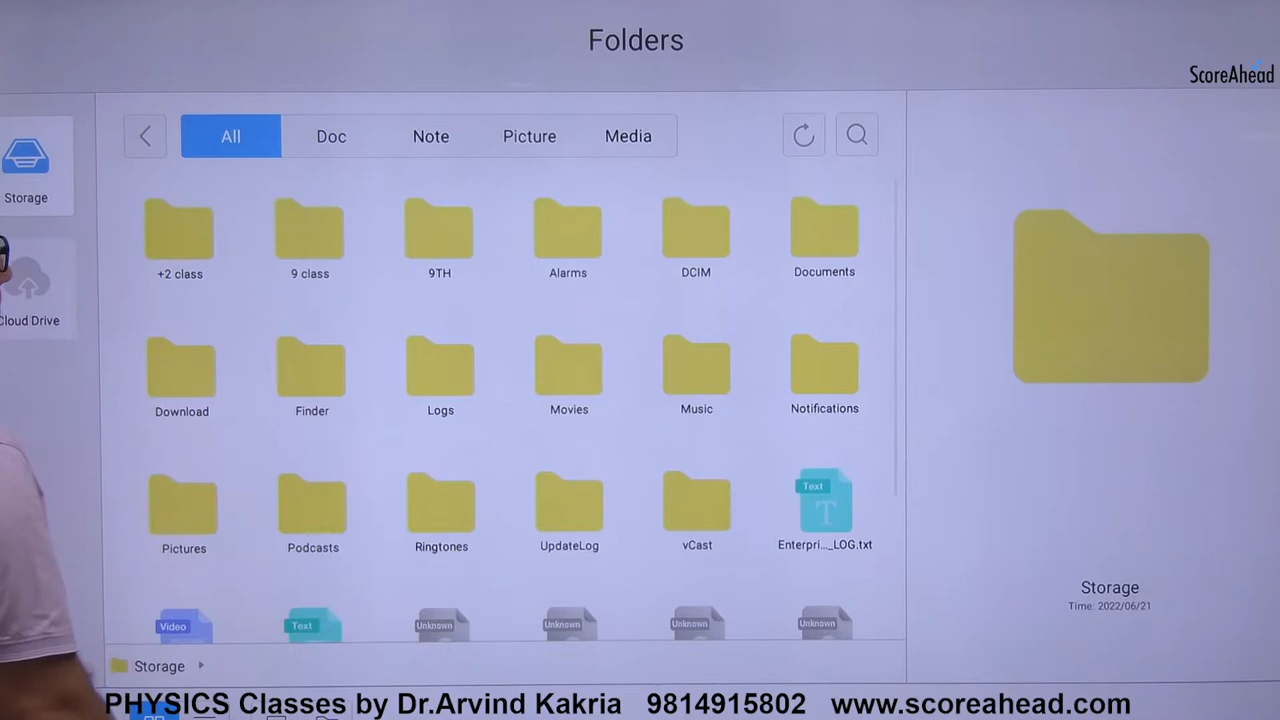 Folders
ScoreAhead
All Doc Note Picture Media
Storage
Cloud Drive
+2 class 9 class 9TH Alarms DCIM Documents
Download Finder Logs Movies Music Notifications
Pictures Podcasts Ringtones UpdateLog vCast Text T Enterpri..._LOG.txt
Video Text Unknown Unknown Unknown Unknown
Storage
Time: 2022/06/21
Storage
PHYSICS Classes by Dr.Arvind Kakria 9814915802 www.scoreahead.com